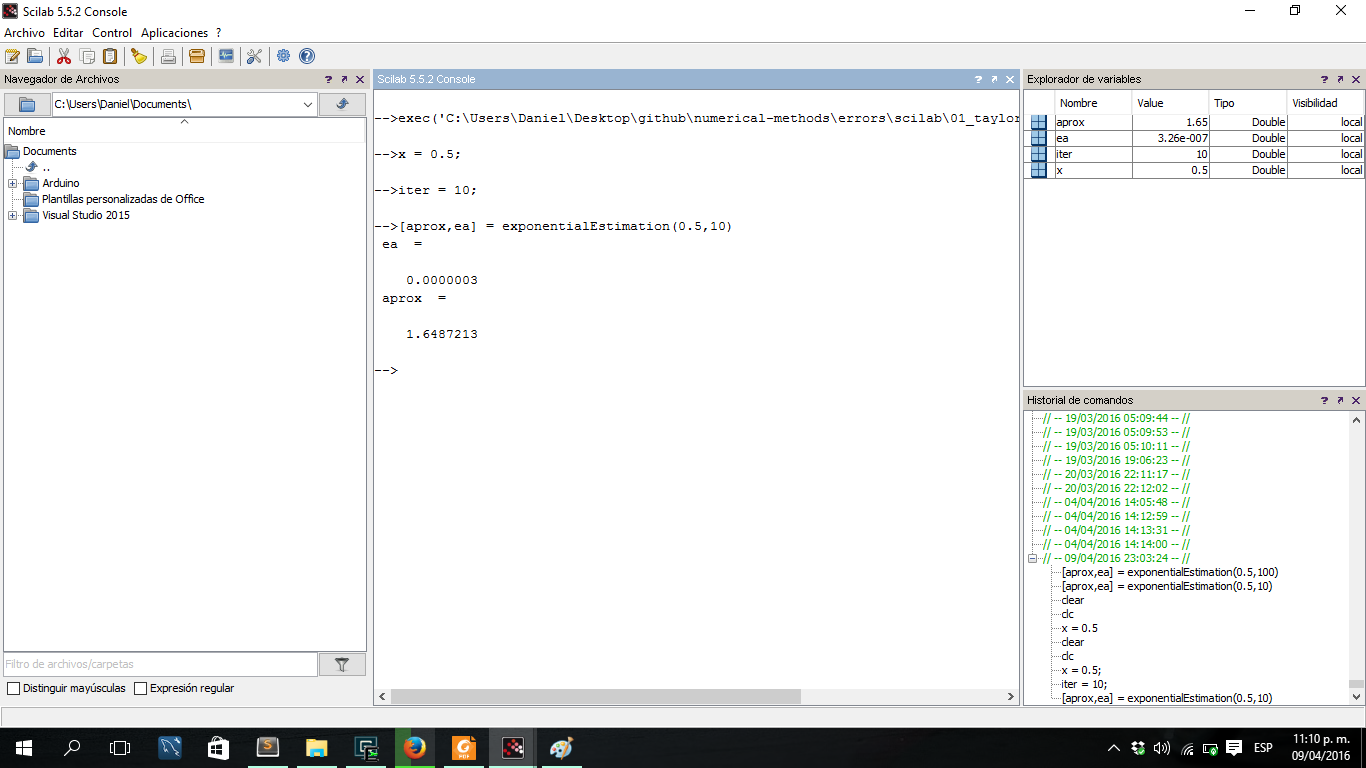 Scilab 5.5.2
Archivo Editar Control Aplicaciones ?
Navegador de Archivos
C:\Users\Daniel\Documents\
Nombre
Documents
..
Arduino
Plantillas personalizadas de Office
Visual Studio 2015
Filtro de archivos/carpetas
Distinguir mayúsculas Expresión regular
Scilab 5.5.2 Console
-->exec('C:\Users\Daniel\Desktop\github\numerical-methods\errors\scilab\01_taylor
-->x = 0.5;
-->iter = 10;
-->[aprox,ea] = exponentialEstimation(0.5,10)
ea =
0.0000003
aprox =
1.6487213
-->
Explorador de variables
Nombre Value Tipo Visibilidad
aprox 1.65 Double local
ea 3.26e-007 Double local
iter 10 Double local
x 0.5 Double local
Historial de comandos
// -- 19/03/2016 05:09:44 -- //
// -- 19/03/2016 05:09:53 -- //
// -- 19/03/2016 05:10:11 -- //
// -- 19/03/2016 19:06:23 -- //
// -- 20/03/2016 22:11:17 -- //
// -- 20/03/2016 22:12:02 -- //
// -- 04/04/2016 14:05:48 -- //
// -- 04/04/2016 14:12:59 -- //
// -- 04/04/2016 14:13:31 -- //
// -- 04/04/2016 14:14:00 -- //
// -- 09/04/2016 23:03:24 -- //
[aprox,ea] = exponentialEstimation(0.5,100)
[aprox,ea] = exponentialEstimation(0.5,10)
clear
clc
x = 0.5
clear
clc
x = 0.5;
iter = 10;
[aprox,ea] = exponentialEstimation(0.5,10)
ESP
11:10 p. m.
09/04/2016